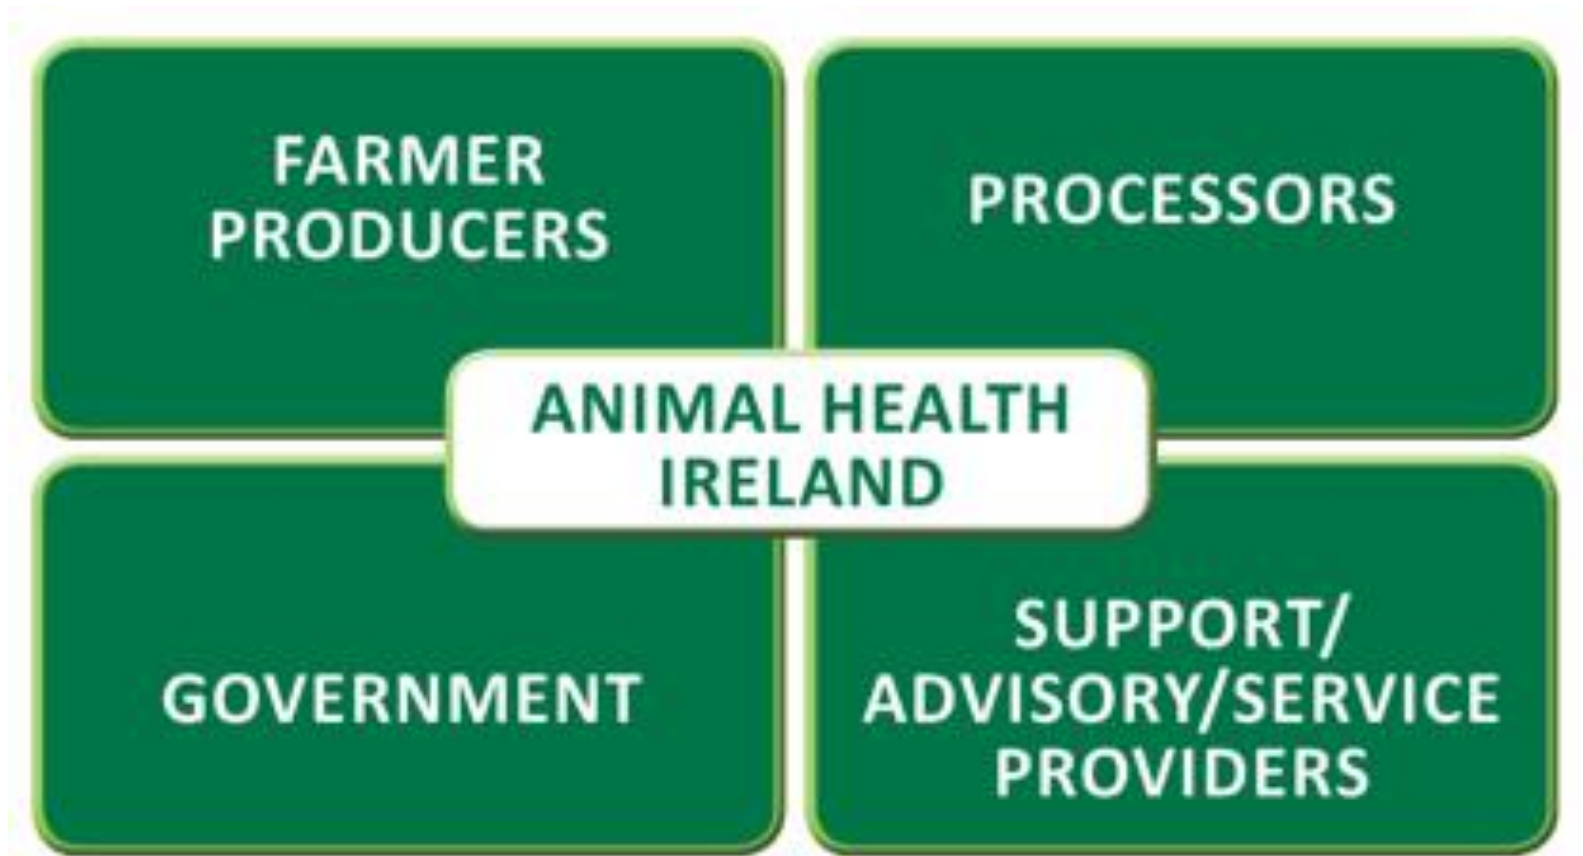 FARMER
PRODUCERS
PROCESSORS
ANIMAL HEALTH
IRELAND
GOVERNMENT
SUPPORT/
ADVISORY/SERVICE
PROVIDERS